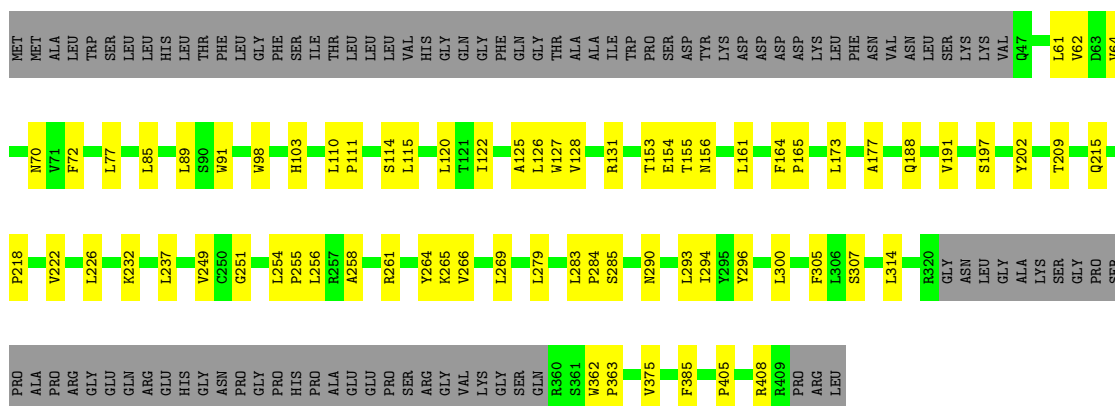 MET MET ALA LEU TRP SER LEU LEU HIS LEU THR PHE LEU GLY PHE SER ILE THR LEU LEU LEU VAL HIS GLY GLN GLY PHE GLN GLY THR ALA ALA ILE TRP PRO SER ASP TYR LYS ASP ASP ASP ASP LYS LEU PHE ASN VAL ASN LEU SER LYS LYS VAL Q47 L61 V62 D63 V64
N70 V71 F72 L77 L85 L89 S90 W91 W98 H103 L110 P111 S114 L115 L120 T121 I122 A125 L126 W127 V128 R131 T153 E154 T155 N156 L161 F164 P165 L173 A177 Q188 V191 S197 Y202 T209 Q215
P218 V222 L226 K232 L237 V249 C250 G251 L254 P255 L256 R257 A258 R261 Y264 K265 V266 L269 L279 L283 P284 S285 N290 L293 I294 Y295 Y296 L300 F305 L306 S307 L314 R320 GLY ASN LEU GLY ALA LYS SER GLY PRO SER
PRO ALA PRO ARG GLY GLU GLN ARG GLU HIS GLY ASN PRO GLY PRO HIS PRO ALA GLU GLU PRO SER ARG GLY VAL LYS GLY SER GLN R360 S361 W362 P363 V375 F385 P405 R408 R409 PRO ARG LEU